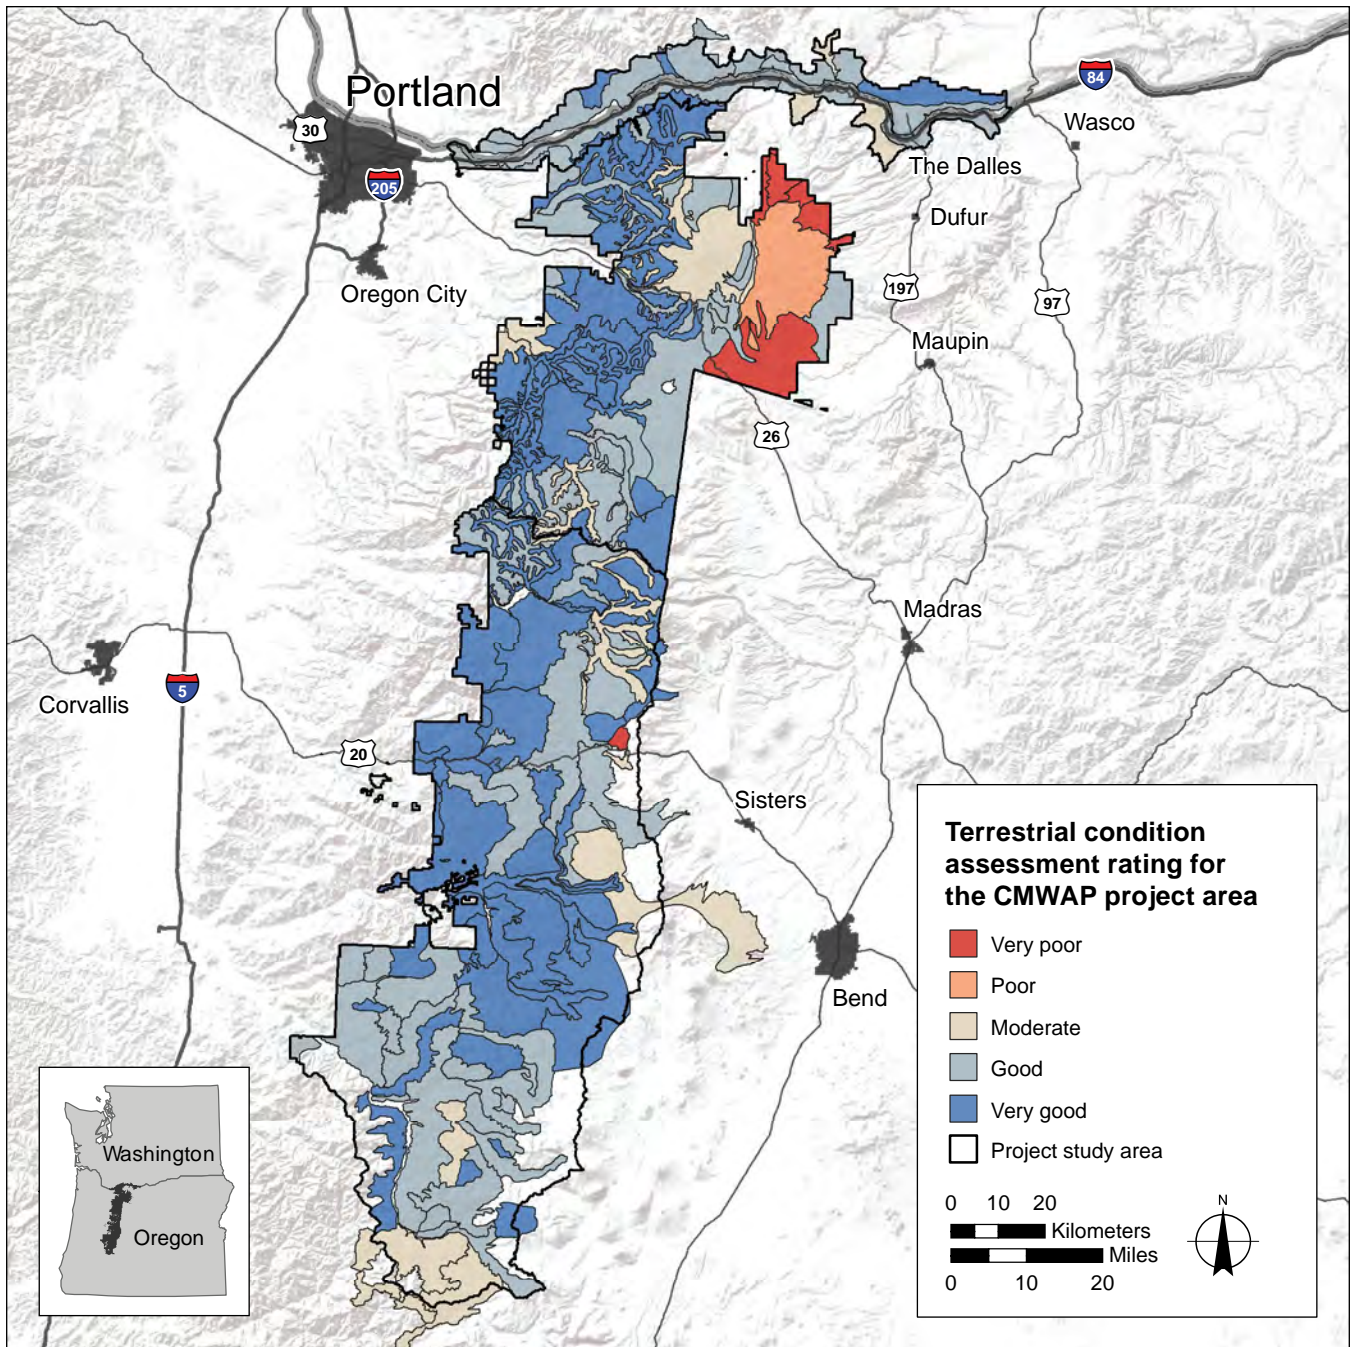 Portland
84
30
Wasco
The Dalles
205
Dufur
Oregon City
197
97
Maupin
26
Madras
Corvallis
5
20
Sisters
Bend
Terrestrial condition
assessment rating for
the CMWAP project area
Very poor
Poor
Moderate
Good
Very good
Project study area
0 10 20
Kilometers
Miles
0 10 20
N
Washington
Oregon